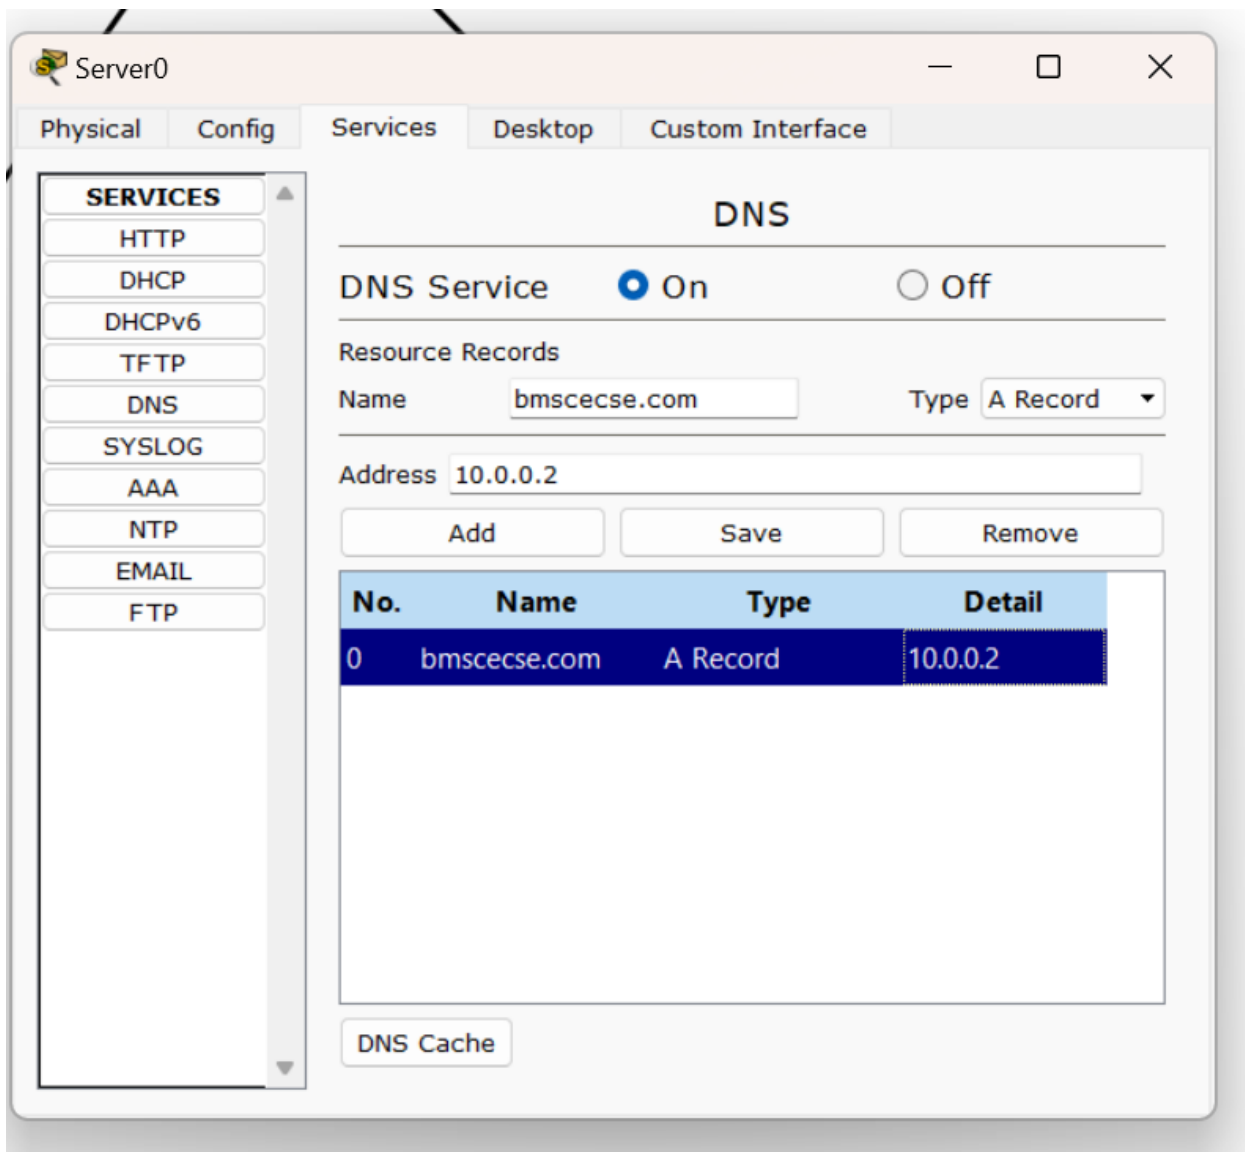 Server0
Physical Config Services Desktop Custom Interface
SERVICES
HTTP
DHCP
DHCPv6
TFTP
DNS
SYSLOG
AAA
NTP
EMAIL
FTP
DNS
DNS Service On Off
Resource Records
Name bmscecse.com Type A Record
Address 10.0.0.2
Add Save Remove
No. Name Type Detail
0 bmscecse.com A Record 10.0.0.2
DNS Cache